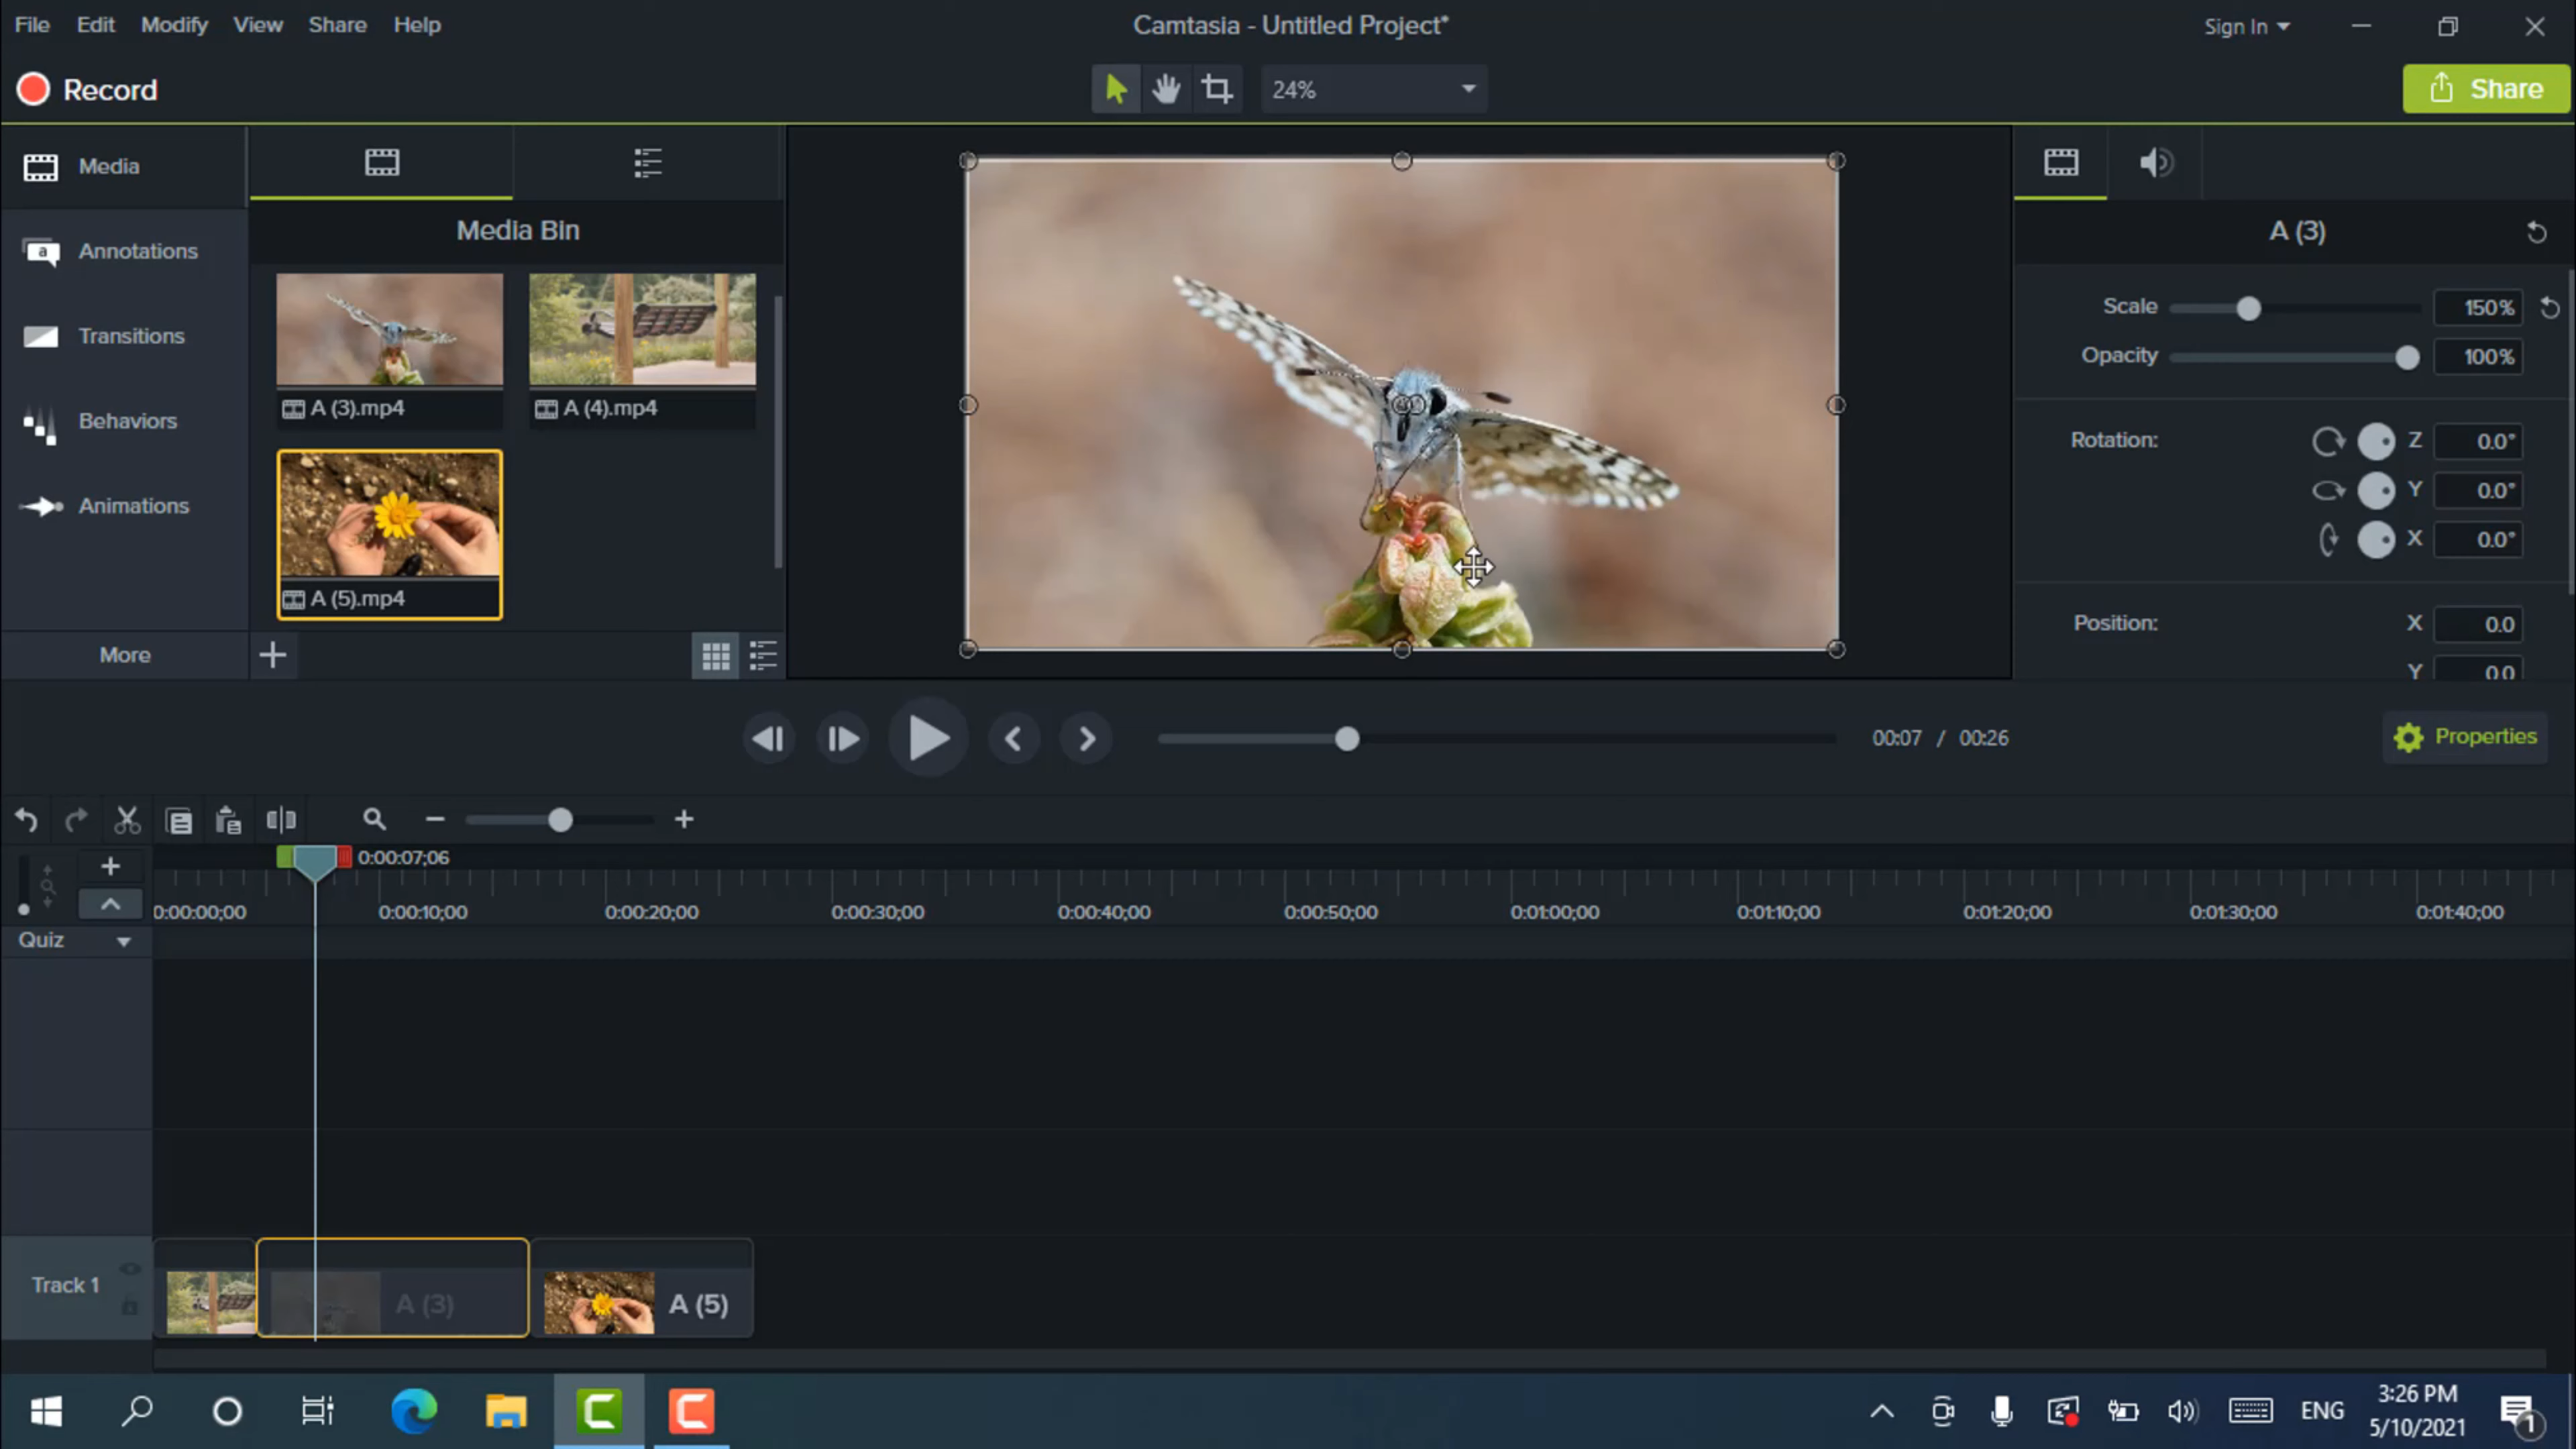 File Edit Modify View Share Help
Camtasia - Untitled Project*
Sign In
Record
24%
Share
Media
Annotations
Transitions
Behaviors
Animations
More
Media Bin
A (3).mp4
A (4).mp4
A (5).mp4
A (3)
Scale 150%
Opacity 100%
Rotation: Z 0.0°
Y 0.0°
X 0.0°
Position: X 0.0
Y 0.0
00:07 / 00:26
Properties
0:00:07;06
0:00:00;00 0:00:10;00 0:00:20;00 0:00:30;00 0:00:40;00 0:00:50;00 0:01:00;00 0:01:10;00 0:01:20;00 0:01:30;00 0:01:40;00
Quiz
Track 1
A (3)
A (5)
ENG
3:26 PM
5/10/2021
1